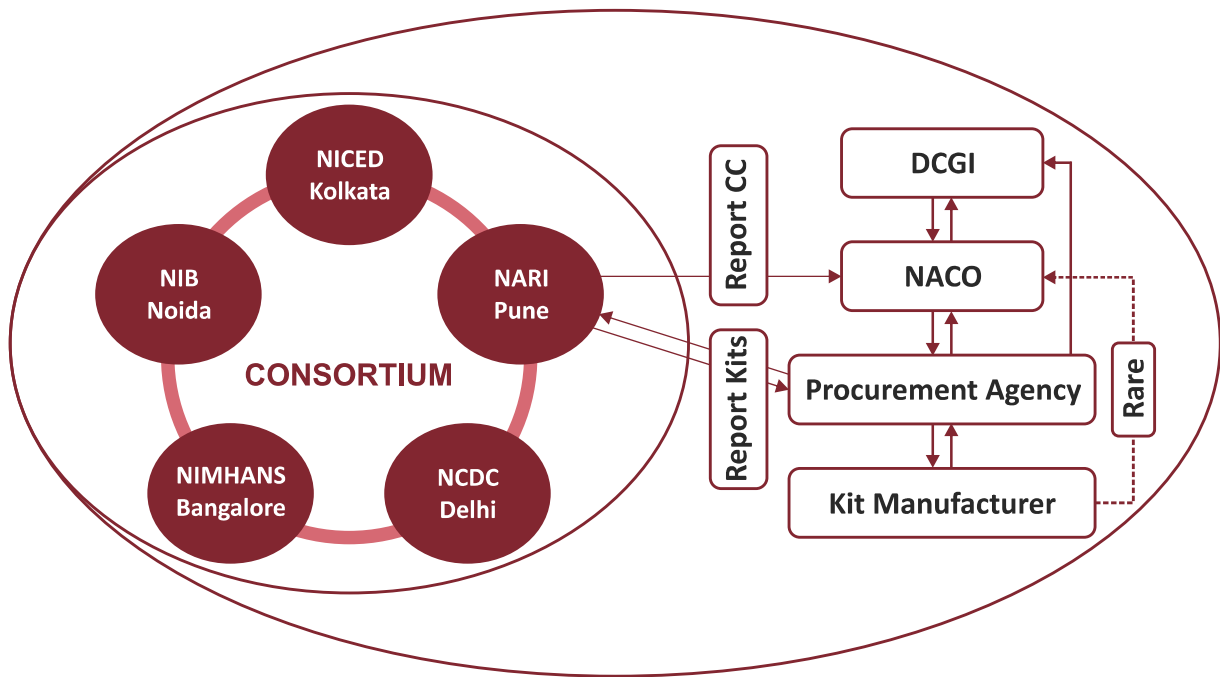 NICED
Kolkata
NIB
Noida
NARI
Pune
CONSORTIUM
NIMHANS
Bangalore
NCDC
Delhi
Report CC
Report Kits
DCGI
NACO
Procurement Agency
Kit Manufacturer
Rare